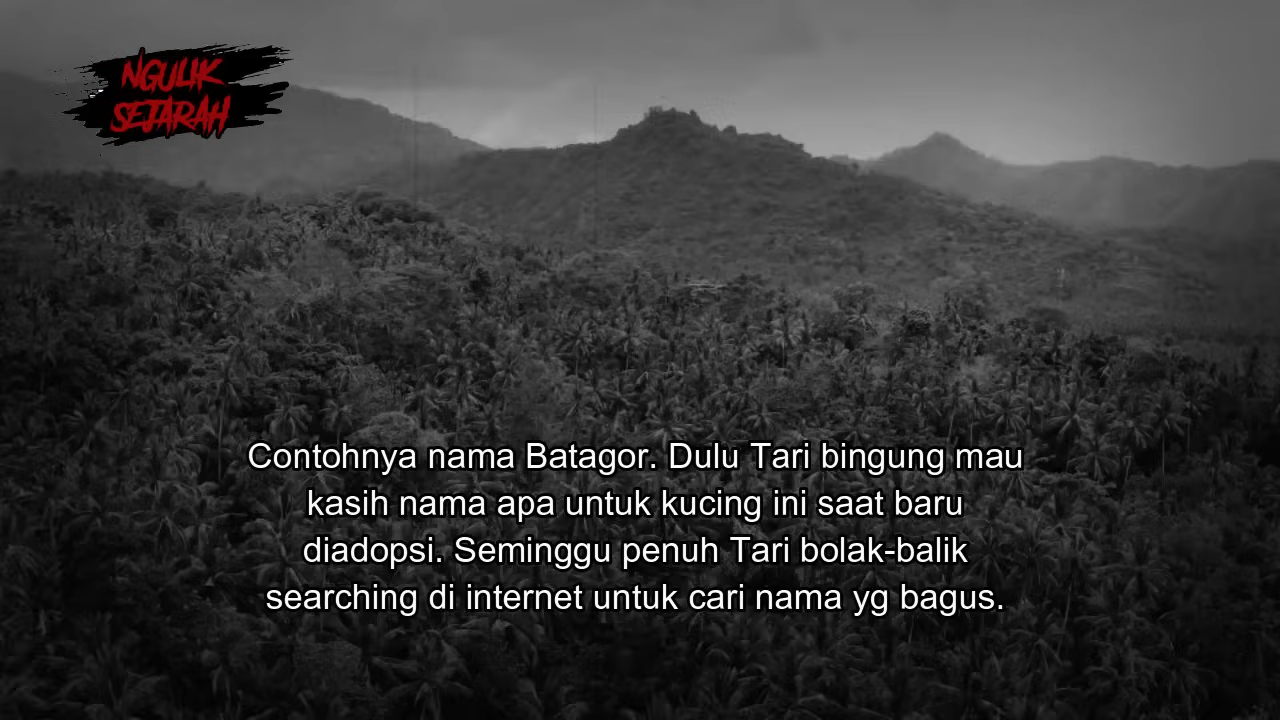 NGULIK
SEJARAH
Contohnya nama Batagor. Dulu Tari bingung mau
kasih nama apa untuk kucing ini saat baru
diadopsi. Seminggu penuh Tari bolak-balik
searching di internet untuk cari nama yg bagus.